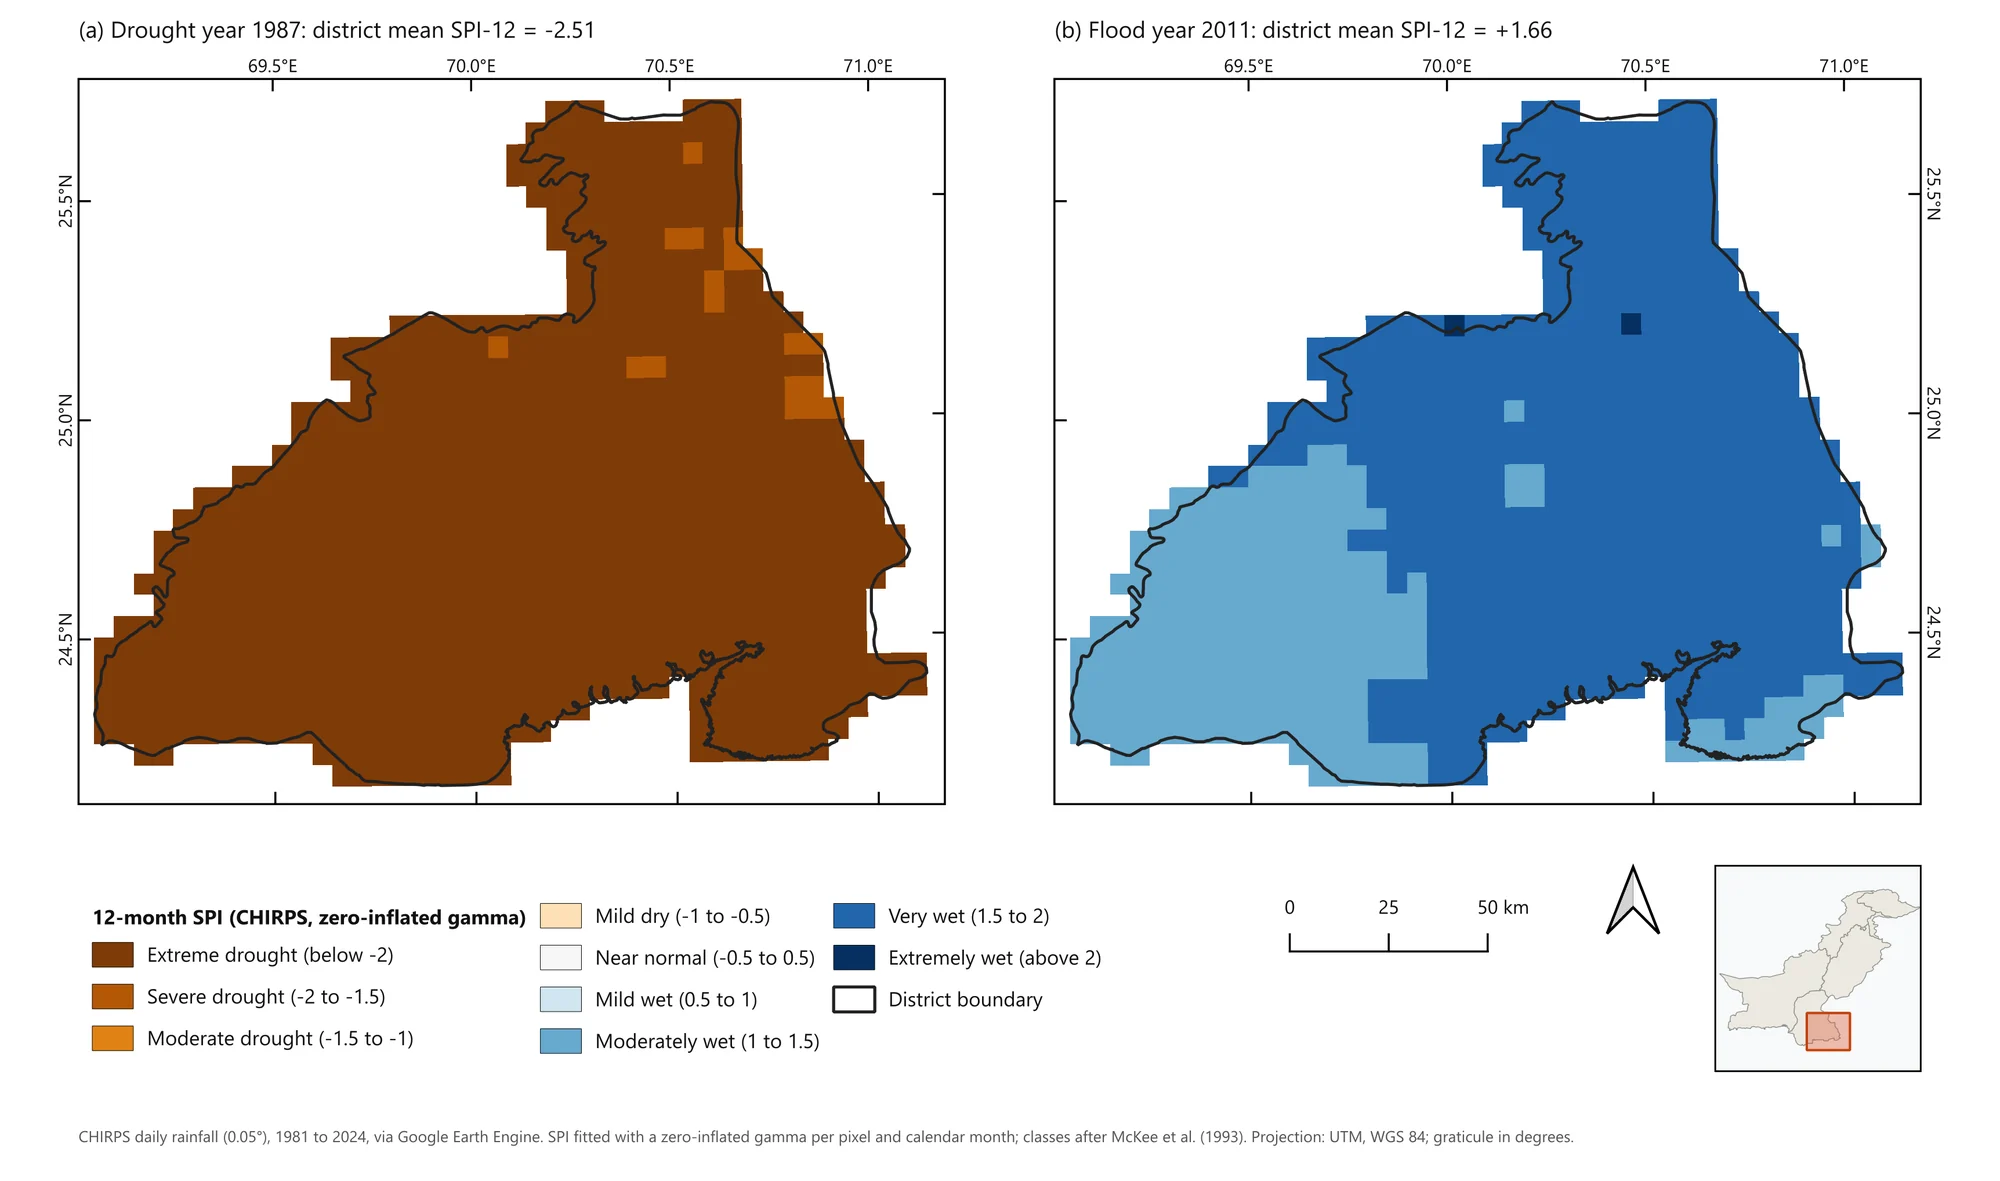 (a) Drought year 1987: district mean SPI-12 = -2.51
69.5°E 70.0°E 70.5°E 71.0°E
25.5°N
25.0°N
24.5°N
(b) Flood year 2011: district mean SPI-12 = +1.66
69.5°E 70.0°E 70.5°E 71.0°E
25.5°N
25.0°N
24.5°N
12-month SPI (CHIRPS, zero-inflated gamma)
Extreme drought (below -2)
Severe drought (-2 to -1.5)
Moderate drought (-1.5 to -1)
Mild dry (-1 to -0.5)
Near normal (-0.5 to 0.5)
Mild wet (0.5 to 1)
Moderately wet (1 to 1.5)
Very wet (1.5 to 2)
Extremely wet (above 2)
District boundary
0 25 50 km
CHIRPS daily rainfall (0.05°), 1981 to 2024, via Google Earth Engine. SPI fitted with a zero-inflated gamma per pixel and calendar month; classes after McKee et al. (1993). Projection: UTM, WGS 84; graticule in degrees.